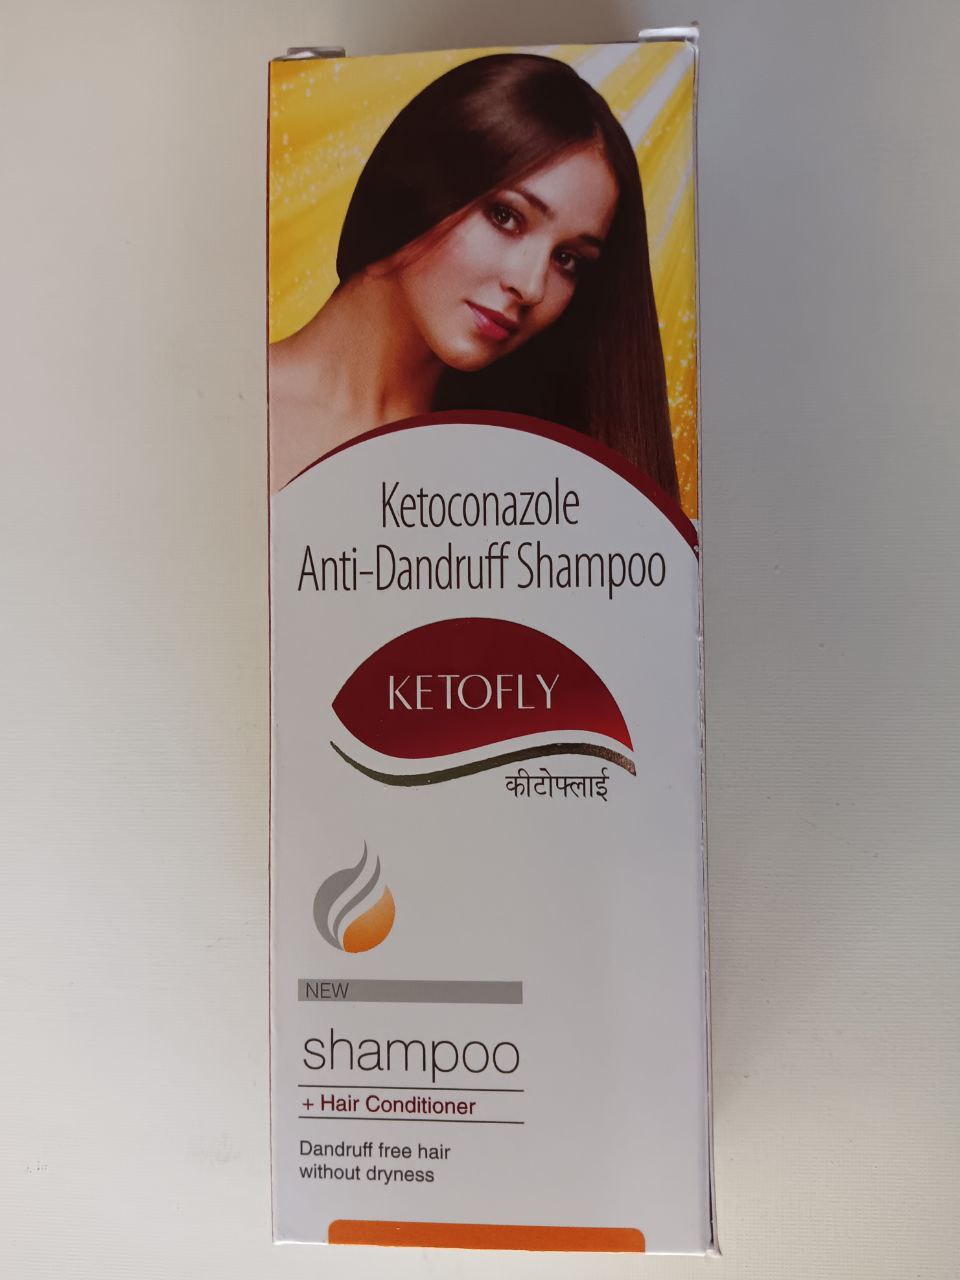 Ketoconazole
Anti-Dandruff Shampoo
KETOFLY
कीटोफ्लाई
NEW
shampoo
+ Hair Conditioner
Dandruff free hair
without dryness